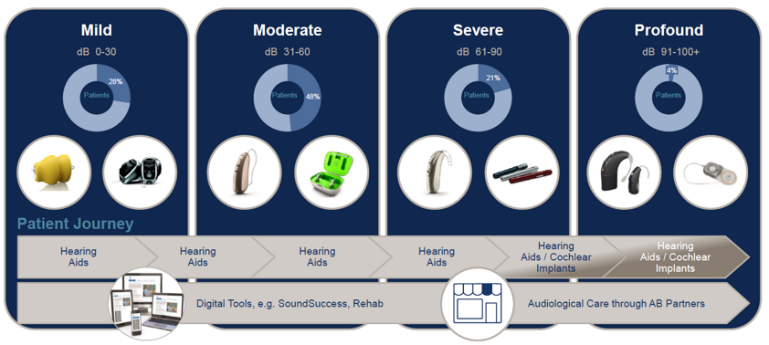 Mild
dB 0-30
28%
Patients
Moderate
dB 31-60
48%
Patients
Severe
dB 61-90
21%
Patients
Profound
dB 91-100+
4%
Patients
Patient Journey
Hearing
Aids
Hearing
Aids
Hearing
Aids
Hearing
Aids
Hearing
Aids / Cochlear
Implants
Hearing
Aids / Cochlear
Implants
Digital Tools, e.g. SoundSuccess, Rehab
Audiological Care through AB Partners